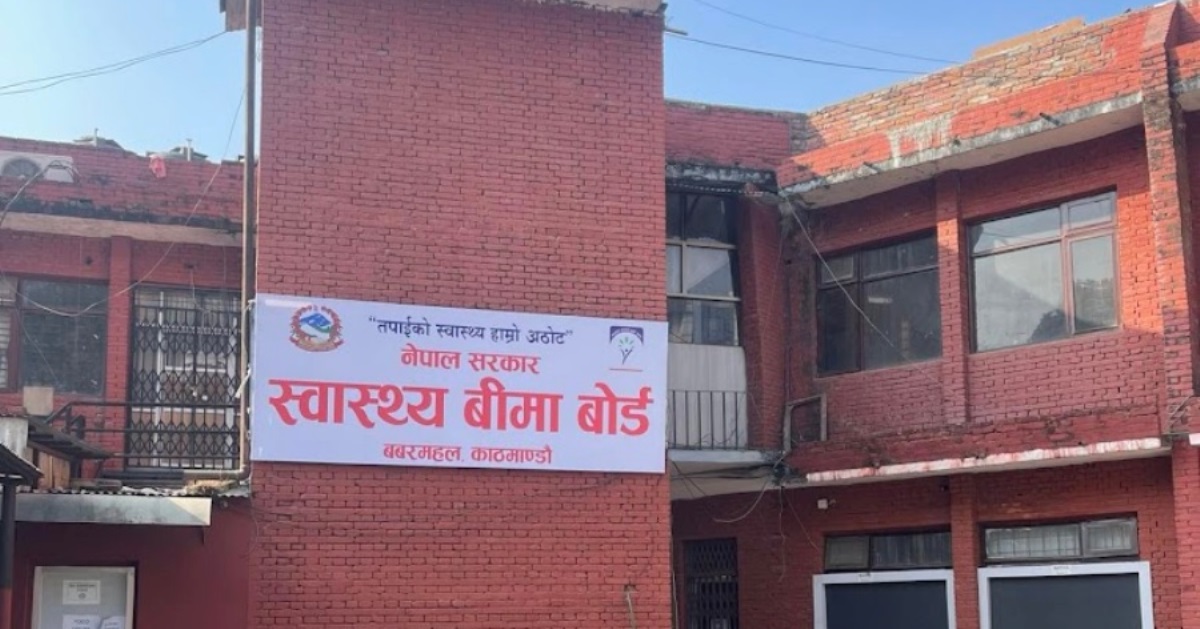 "तपाईको स्वास्थ्य हाम्रो अठोट"
नेपाल सरकार
स्वास्थ्य बीमा बोर्ड
बबरमहल, काठमाण्डौ